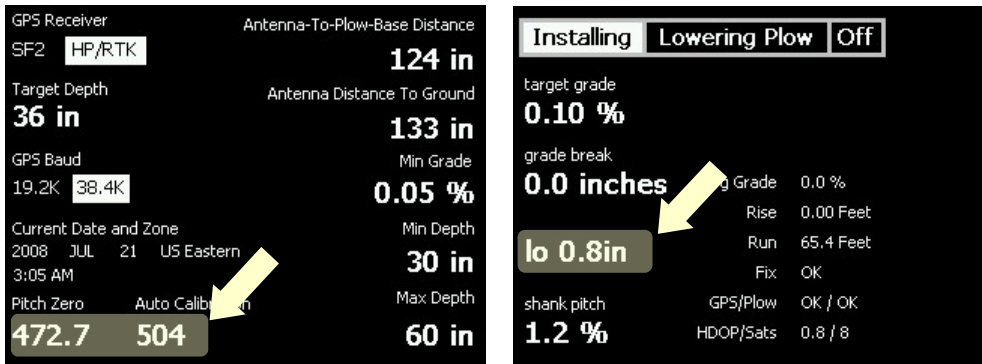 GPS Receiver
SF2 HP/RTK
Antenna-To-Plow-Base Distance
124 in
Target Depth
36 in
Antenna Distance To Ground
133 in
GPS Baud
19.2K 38.4K
Min Grade
0.05 %
Current Date and Zone
2008 JUL 21 US Eastern
3:05 AM
Min Depth
30 in
Pitch Zero Auto
472.7 504
Max Depth
60 in
Installing Lowering Plow Off
target grade
0.10 %
grade break
0.0 inches
Grade 0.0 %
Rise 0.00 Feet
Run 65.4 Feet
Fix OK
lo 0.8in
shank pitch
1.2 %
GPS/Plow OK / OK
HDOP/Sats 0.8 / 8